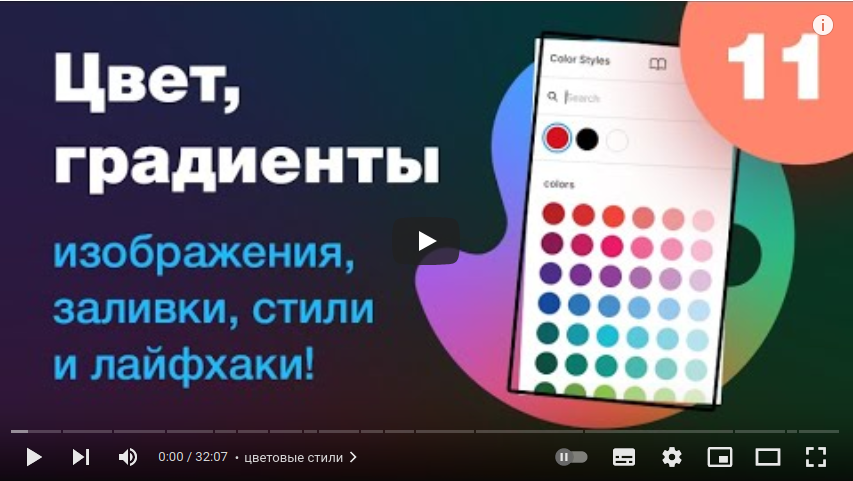 Цвет,
градиенты
изображения,
заливки, стили
и лайфхаки!
Color Styles
Search
colors
11
i
0:00 / 32:07 • цветовые стили